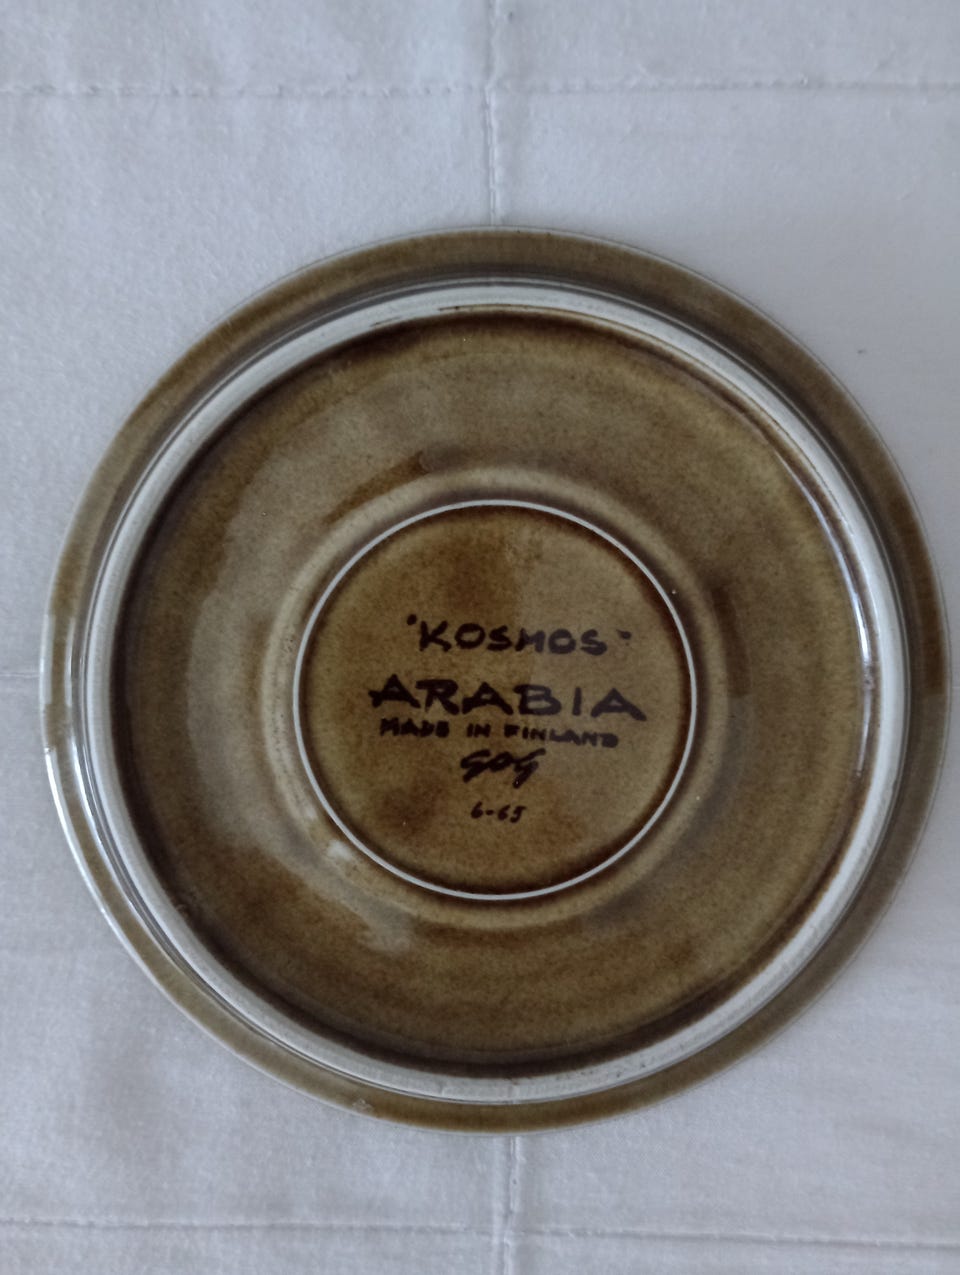 "KOSMOS"
ARABIA
MADE IN FINLAND
GOG
6-65